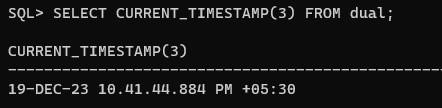 SQL> SELECT CURRENT_TIMESTAMP(3) FROM dual;
CURRENT_TIMESTAMP(3)
---------------------------------------------------------------------------
19-DEC-23 10.41.44.884 PM +05:30